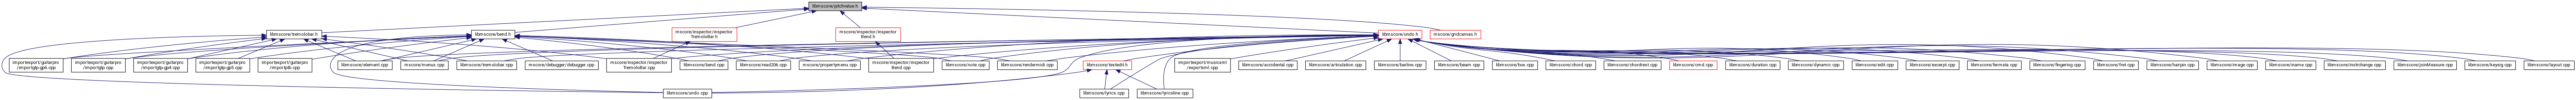 libmscore/pitchvalue.h
libmscore/tremolobar.h
libmscore/bend.h
mscore/inspector/inspector
TremoloBar.h
mscore/inspector/inspector
Bend.h
libmscore/undo.h
mscore/gridcanvas.h
importexport/guitarpro
/importgtp-gp6.cpp
importexport/guitarpro
/importgtp.cpp
importexport/guitarpro
/importgtp-gp4.cpp
importexport/guitarpro
/importgtp-gp5.cpp
importexport/guitarpro
/importptb.cpp
libmscore/element.cpp
mscore/menus.cpp
libmscore/tremolobar.cpp
mscore/debugger/debugger.cpp
mscore/inspector/inspector
TremoloBar.cpp
libmscore/bend.cpp
libmscore/read206.cpp
mscore/propertymenu.cpp
mscore/inspector/inspector
Bend.cpp
libmscore/note.cpp
libmscore/rendermidi.cpp
libmscore/textedit.h
importexport/musicxml
/exportxml.cpp
libmscore/accidental.cpp
libmscore/articulation.cpp
libmscore/barline.cpp
libmscore/beam.cpp
libmscore/box.cpp
libmscore/chord.cpp
libmscore/chordrest.cpp
libmscore/cmd.cpp
libmscore/duration.cpp
libmscore/dynamic.cpp
libmscore/edit.cpp
libmscore/excerpt.cpp
libmscore/fermata.cpp
libmscore/fingering.cpp
libmscore/fret.cpp
libmscore/hairpin.cpp
libmscore/image.cpp
libmscore/iname.cpp
libmscore/instrchange.cpp
libmscore/joinMeasure.cpp
libmscore/keysig.cpp
libmscore/layout.cpp
libmscore/undo.cpp
libmscore/lyrics.cpp
libmscore/lyricsline.cpp